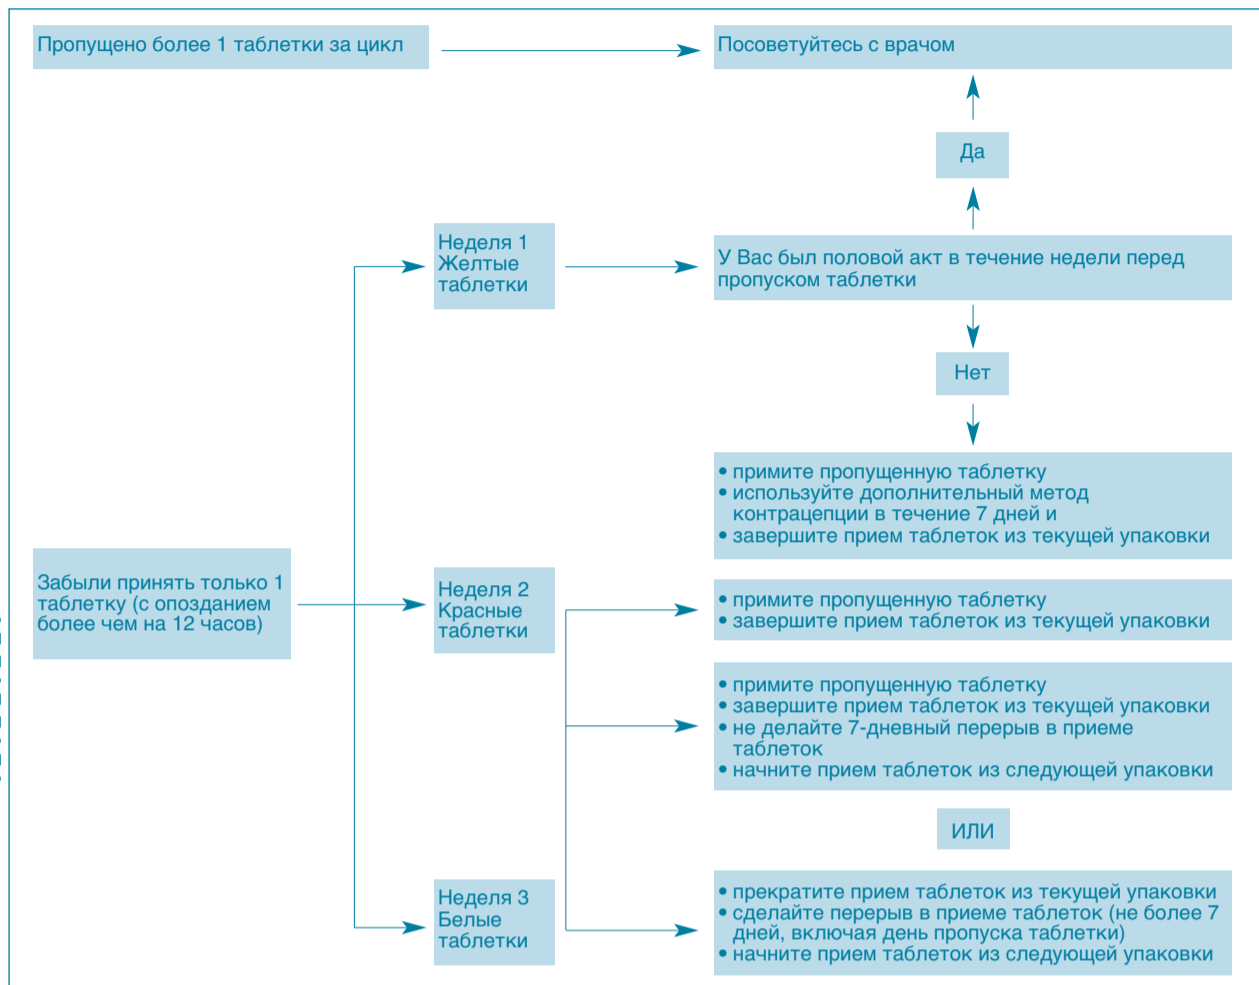 Пропущено более 1 таблетки за цикл
Посоветуйтесь с врачом
Да
Неделя 1
Желтые
таблетки
У Вас был половой акт в течение недели перед
пропуском таблетки
Нет
• примите пропущенную таблетку
• используйте дополнительный метод
контрацепции в течение 7 дней и
• завершите прием таблеток из текущей упаковки
Забыли принять только 1
таблетку (с опозданием
более чем на 12 часов)
Неделя 2
Красные
таблетки
• примите пропущенную таблетку
• завершите прием таблеток из текущей упаковки
• примите пропущенную таблетку
• завершите прием таблеток из текущей упаковки
• не делайте 7-дневный перерыв в приеме
таблеток
• начните прием таблеток из следующей упаковки
ИЛИ
Неделя 3
Белые
таблетки
• прекратите прием таблеток из текущей упаковки
• сделайте перерыв в приеме таблеток (не более 7
дней, включая день пропуска таблетки)
• начните прием таблеток из следующей упаковки